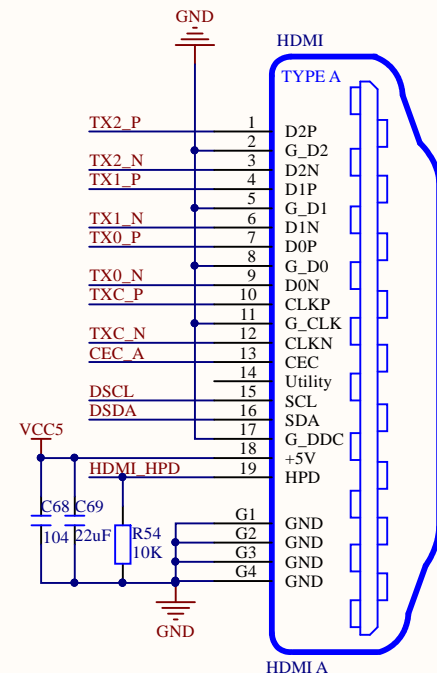 GND
HDMI
TYPE A
TX2_P 1 D2P
2 G_D2
TX2_N 3 D2N
TX1_P 4 D1P
5 G_D1
TX1_N 6 D1N
TX0_P 7 D0P
8 G_D0
TX0_N 9 D0N
TXC_P 10 CLKP
11 G_CLK
TXC_N 12 CLKN
CEC_A 13 CEC
14 Utility
DSCL 15 SCL
DSDA 16 SDA
17 G_DDC
VCC5
18 +5V
HDMI_HPD 19 HPD
C68
104
C69
22uF
R54
10K
G1 GND
G2 GND
G3 GND
G4 GND
GND
HDMI A